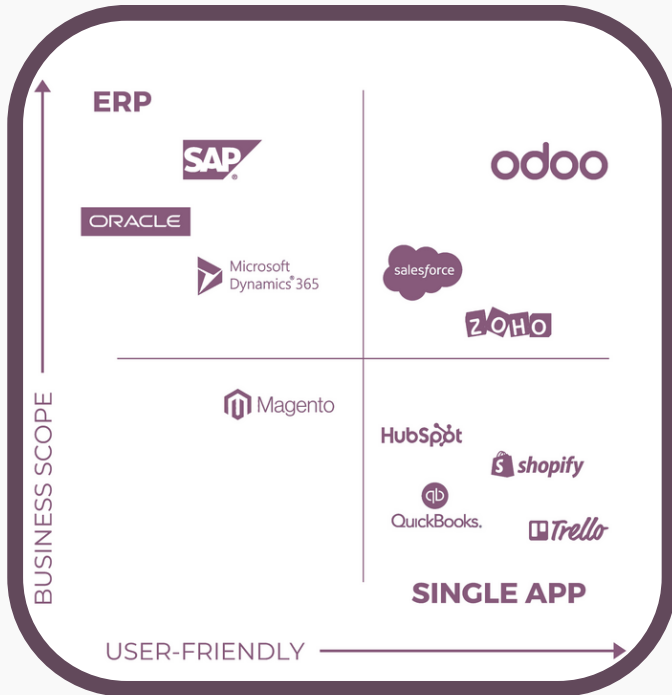 ERP
SAP®
odoo
ORACLE
Microsoft
Dynamics® 365
salesforce
ZOHO
Magento
HubSpot
shopify
qb
QuickBooks.
Trello
SINGLE APP
BUSINESS SCOPE
USER-FRIENDLY